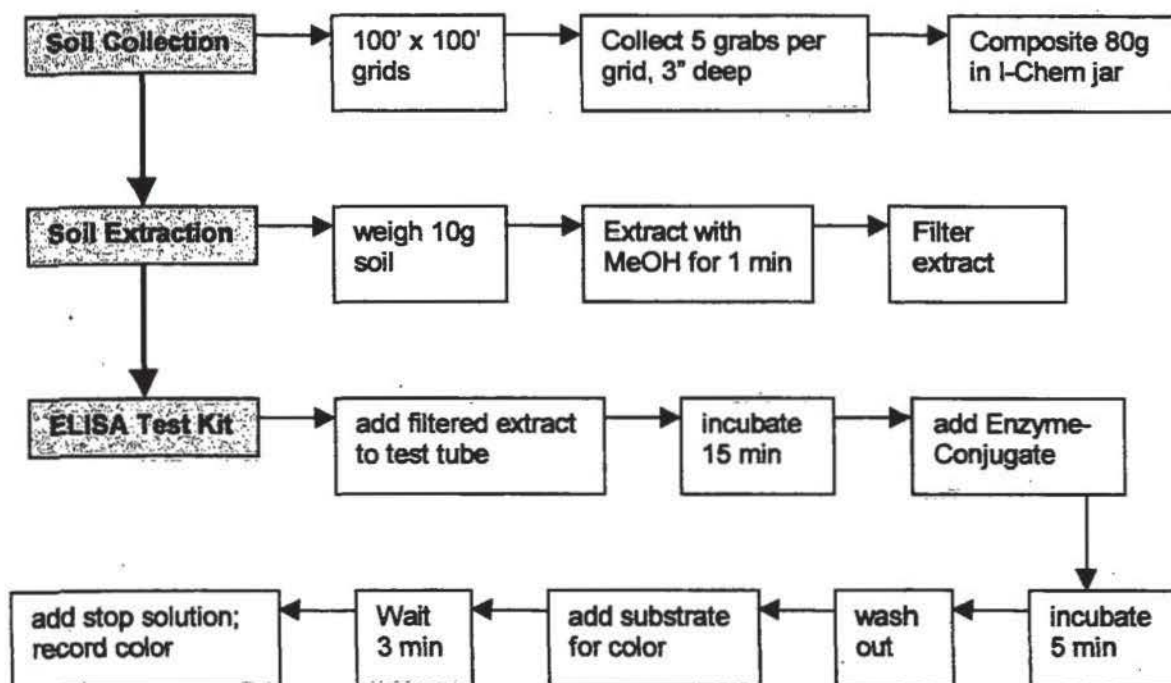 Soil Collection
100' x 100'
grids
Collect 5 grabs per
grid, 3" deep
Composite 80g
in I-Chem jar
Soil Extraction
weigh 10g
soil
Extract with
MeOH for 1 min
Filter
extract
ELISA Test Kit
add filtered extract
to test tube
incubate
15 min
add Enzyme-
Conjugate
incubate
5 min
wash
out
add substrate
for color
Wait
3 min
add stop solution;
record color